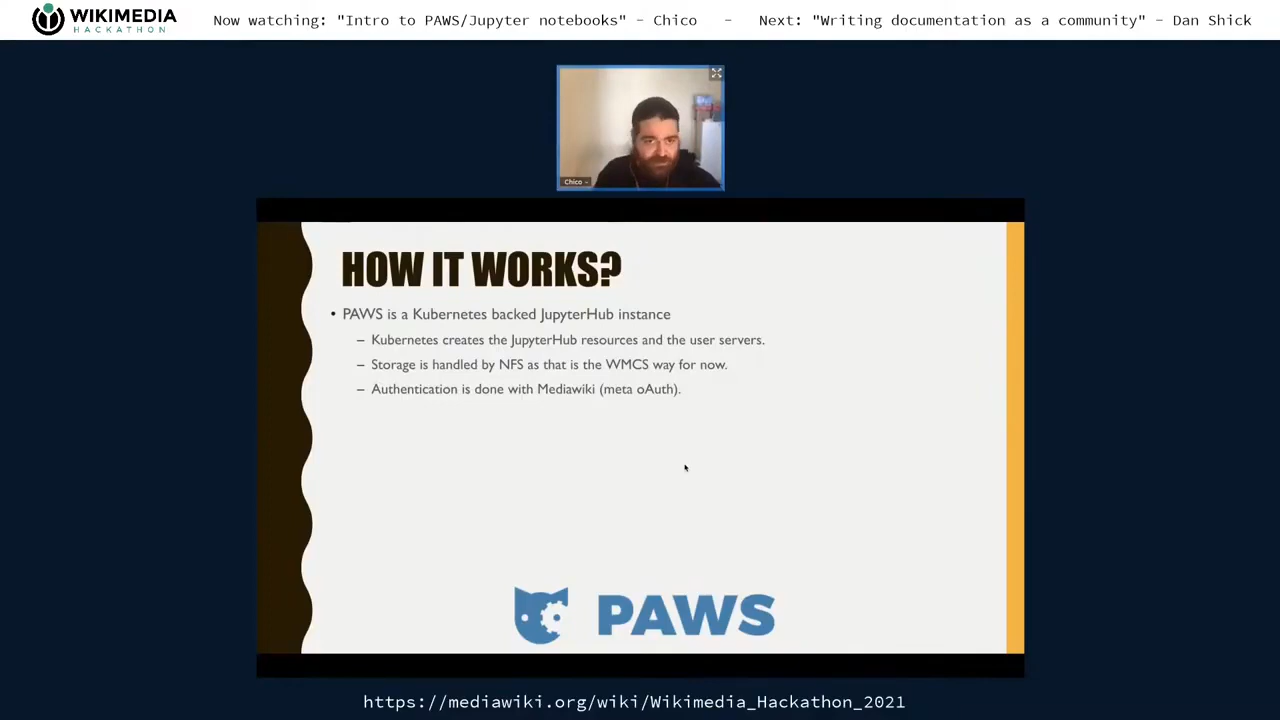 WIKIMEDIA
HACKATHON
Now watching: "Intro to PAWS/Jupyter notebooks" - Chico - Next: "Writing documentation as a community" - Dan Shick
Chico
HOW IT WORKS?
• PAWS is a Kubernetes backed JupyterHub instance
– Kubernetes creates the JupyterHub resources and the user servers.
– Storage is handled by NFS as that is the WMCS way for now.
– Authentication is done with Mediawiki (meta oAuth).
PAWS
https://mediawiki.org/wiki/Wikimedia_Hackathon_2021